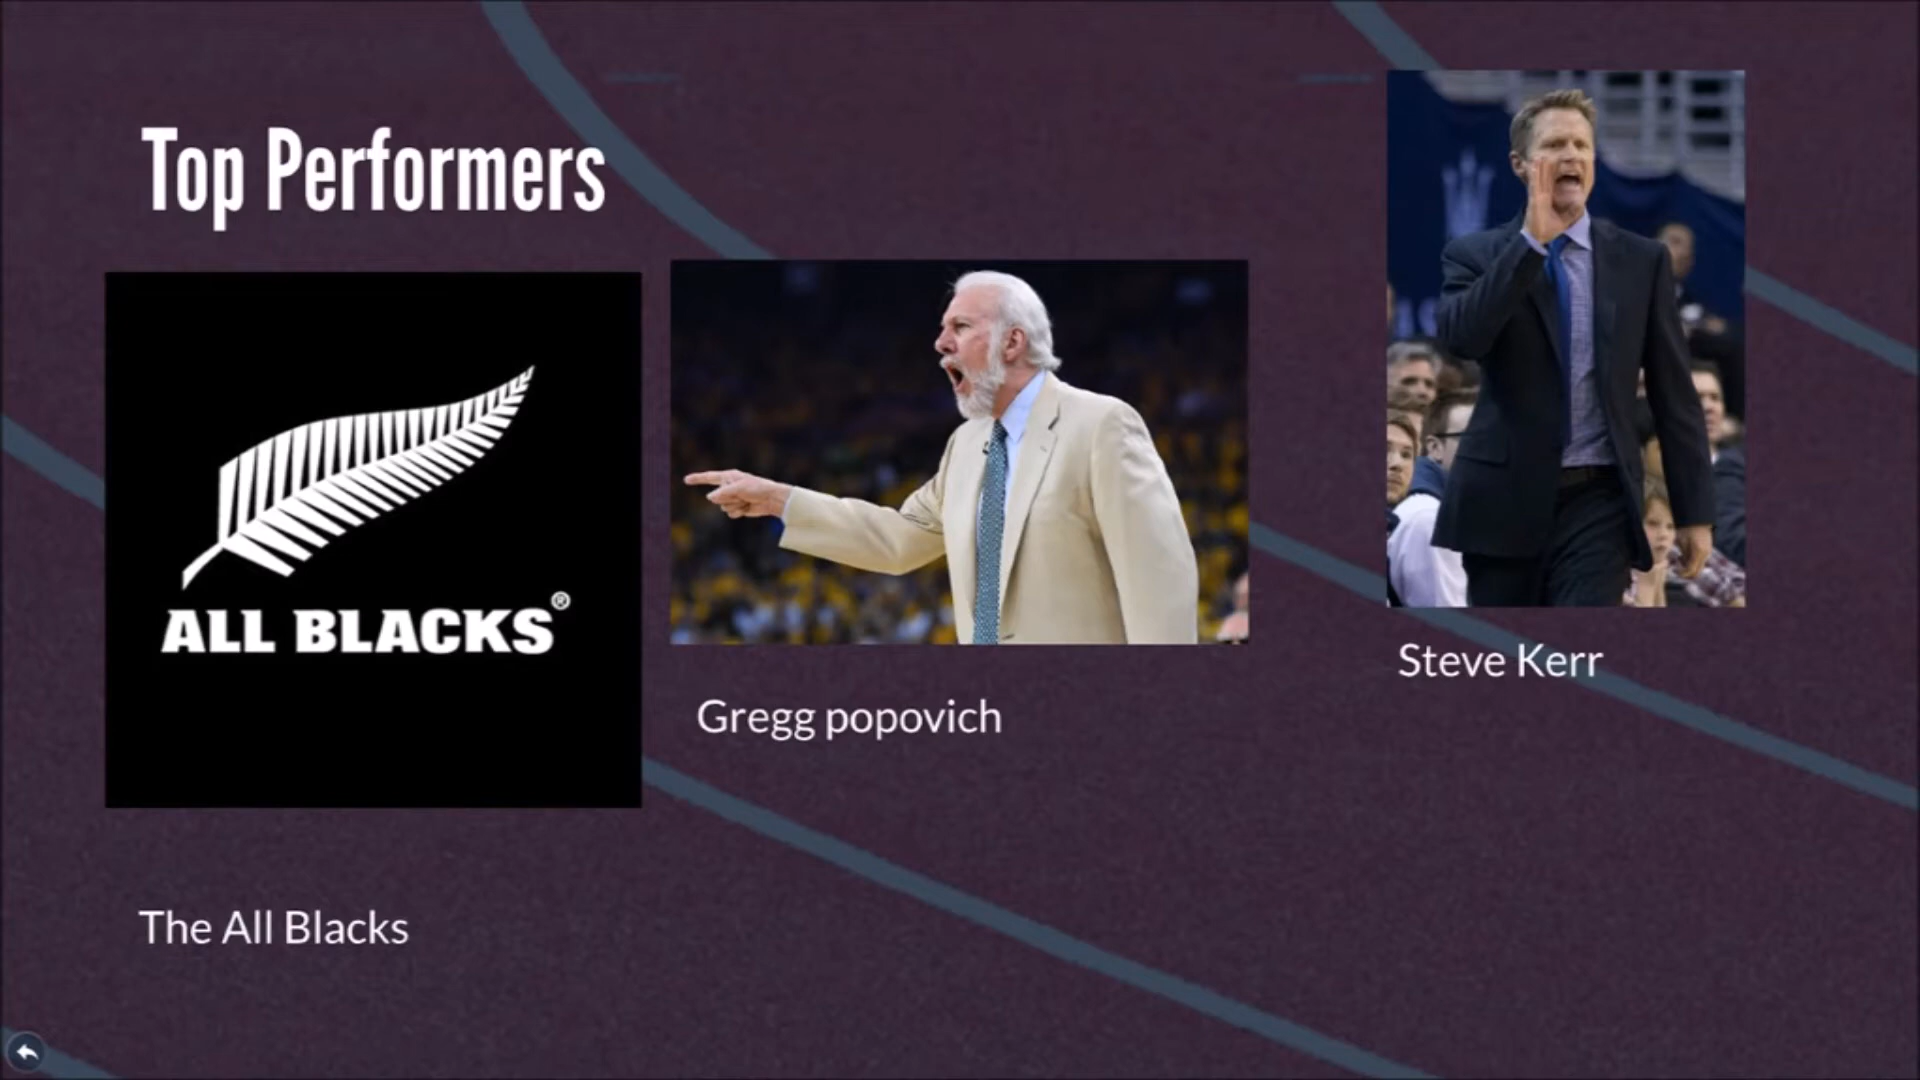 Top Performers
ALL BLACKS®
Gregg popovich
Steve Kerr
The All Blacks